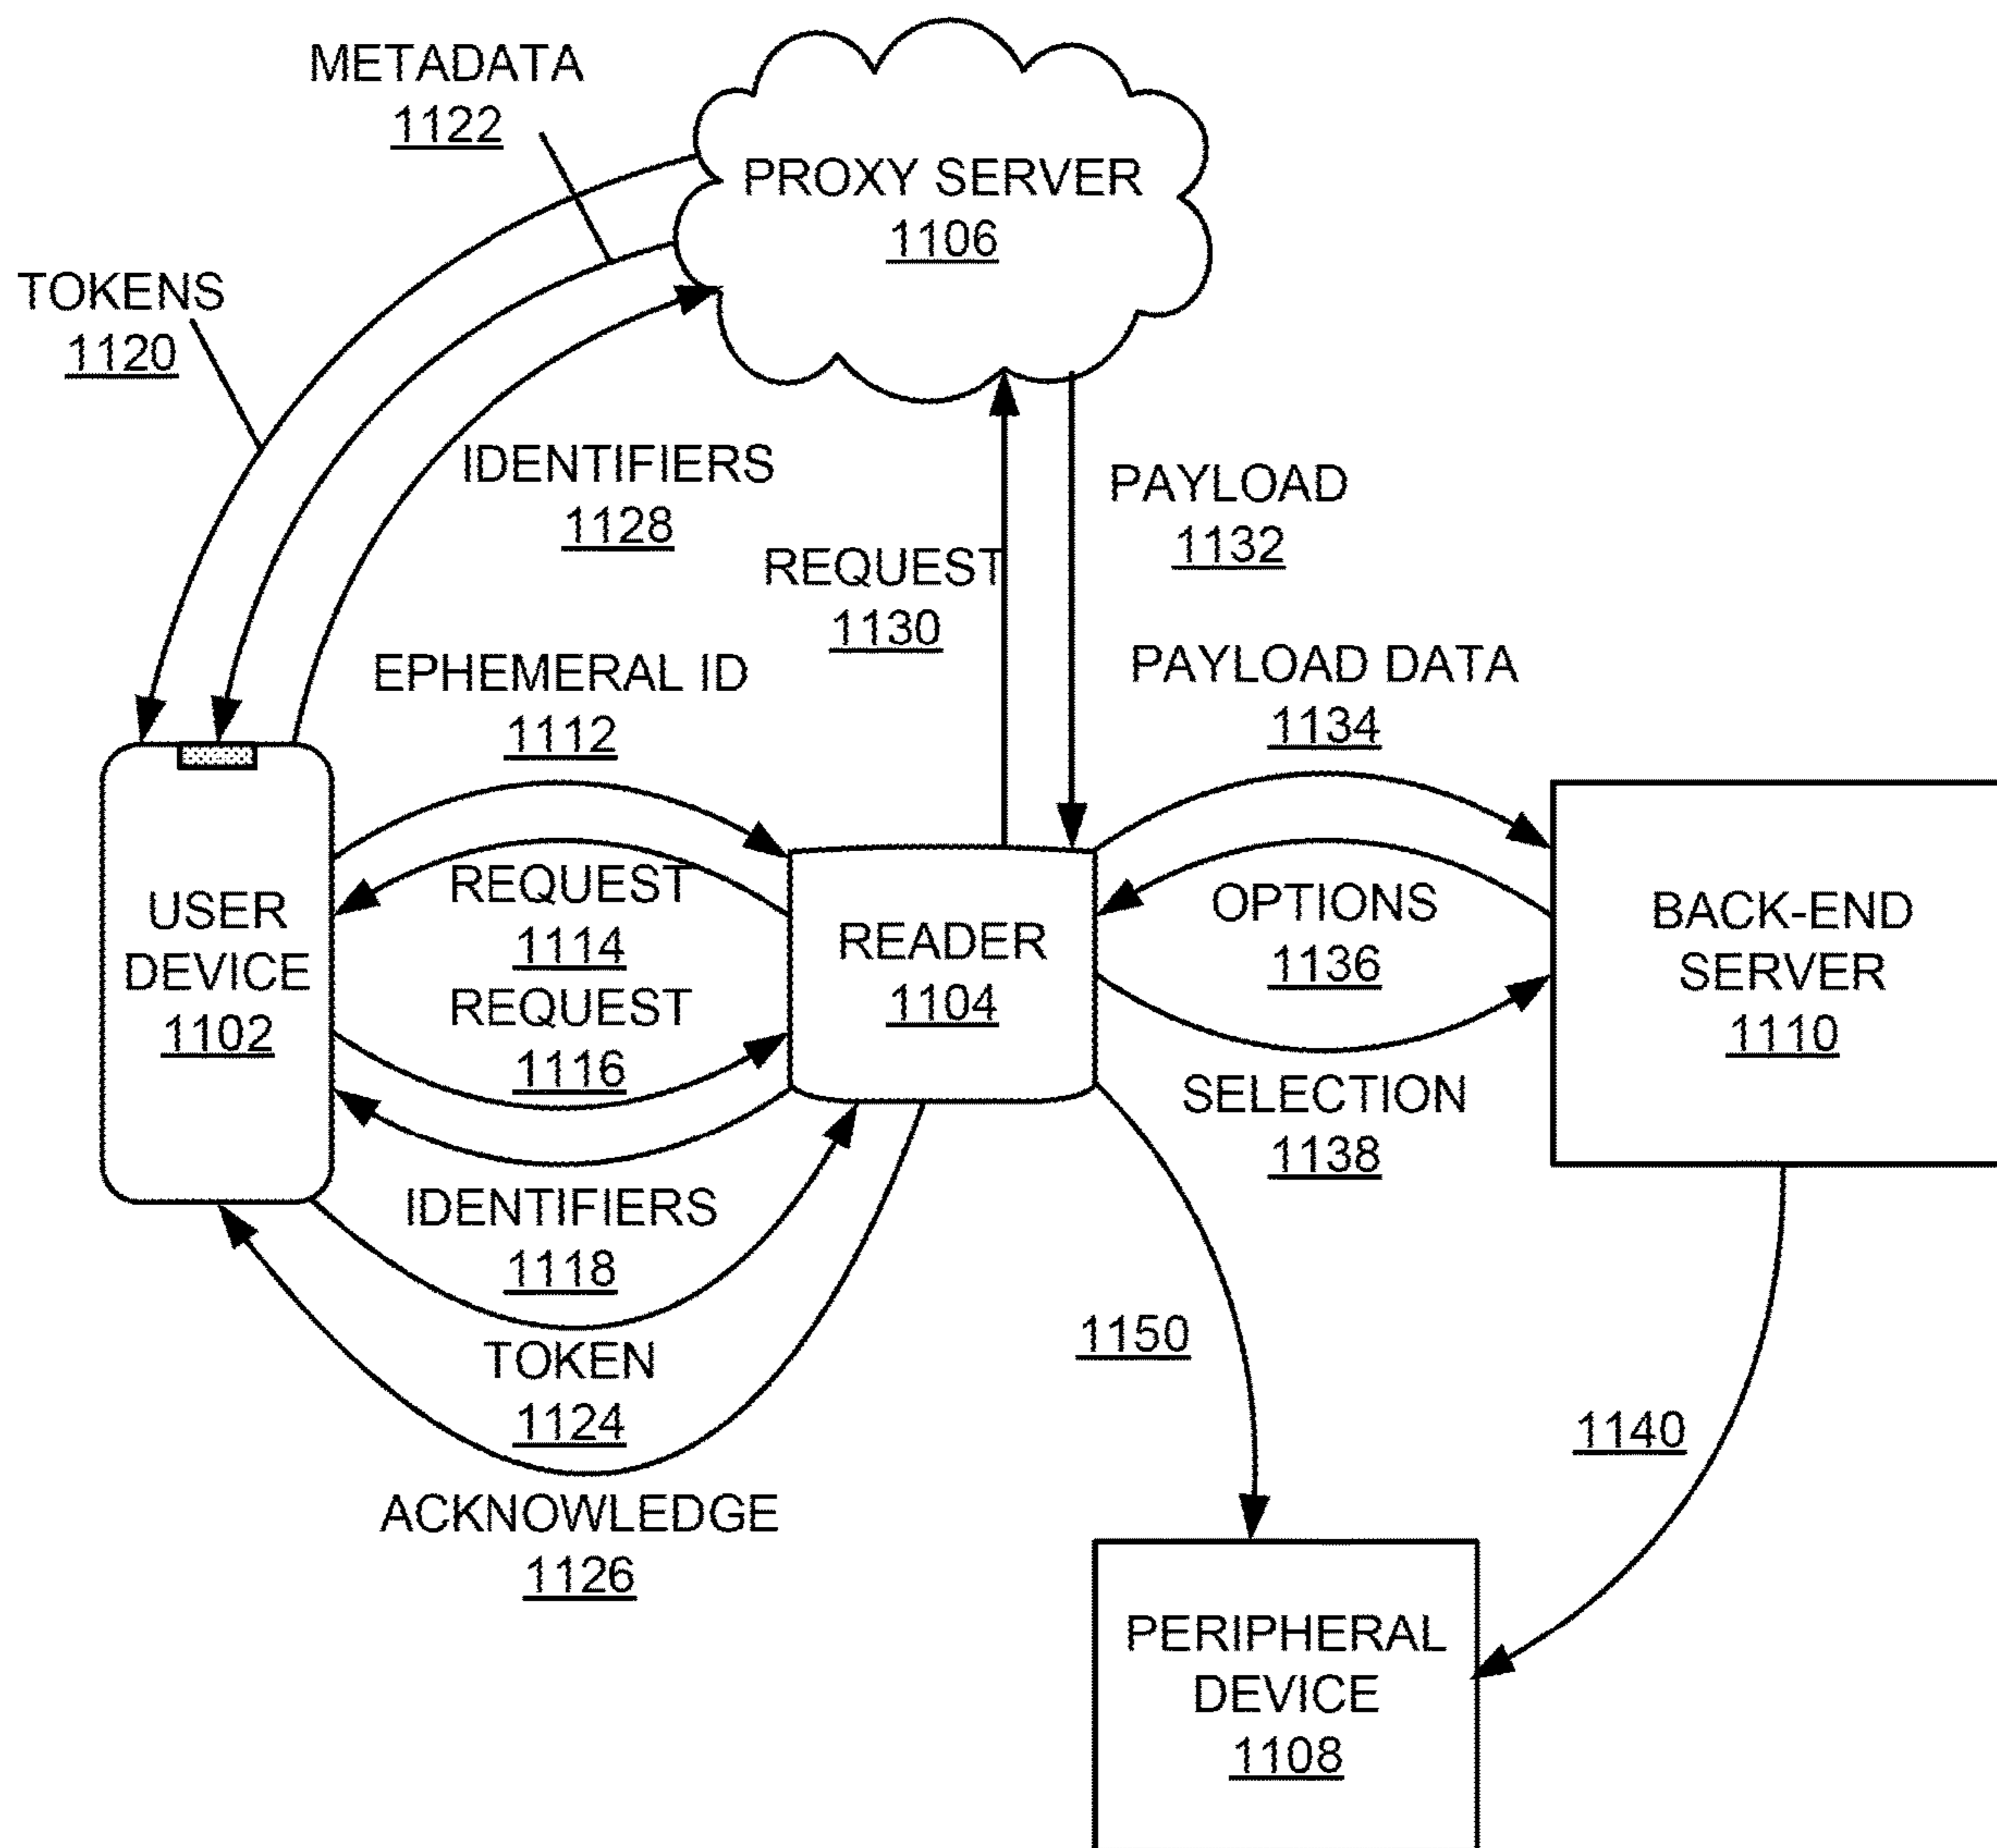 METADATA
1122
PROXY SERVER
1106
TOKENS
1120
IDENTIFIERS
1128
PAYLOAD
1132
REQUEST
1130
EPHEMERAL ID
1112
PAYLOAD DATA
1134
REQUEST
1114
USER
DEVICE
1102
REQUEST
1116
READER
1104
OPTIONS
1136
BACK-END
SERVER
1110
SELECTION
1138
IDENTIFIERS
1118
TOKEN
1124
1150
1140
ACKNOWLEDGE
1126
PERIPHERAL
DEVICE
1108